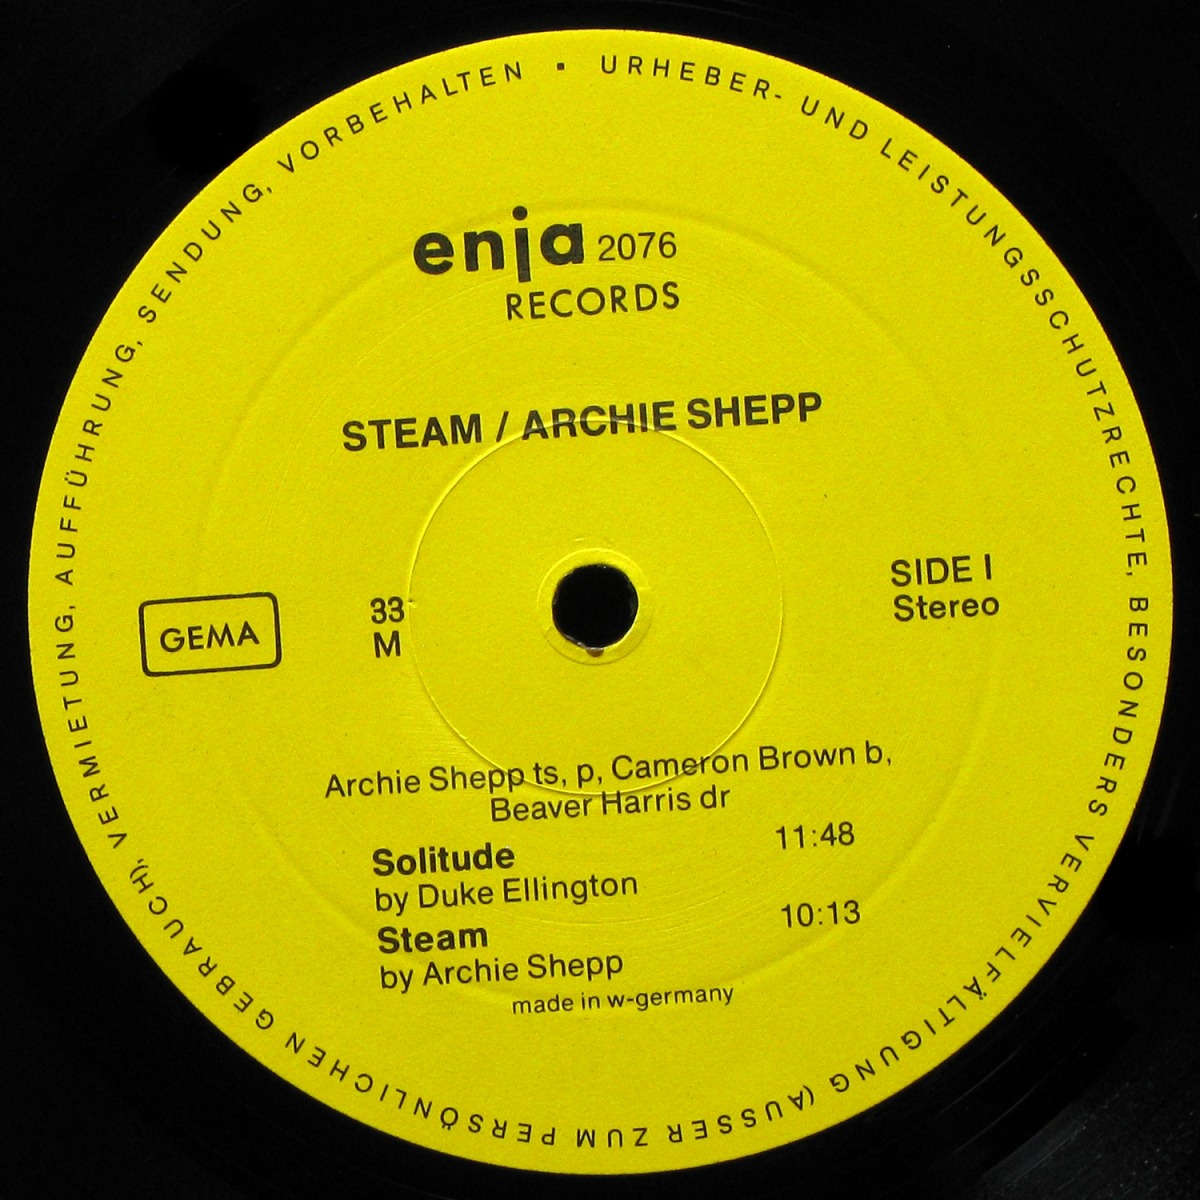 URHEBER- UND LEISTUNGSSCHUTZRECHTE, BESONDERS VERVIELFÄLTIGUNG (AUSSER ZUM PERSÖNLICHEN GEBRAUCH), VERMIETUNG, AUFFÜHRUNG, SENDUNG, VORBEHALTEN ·
enja 2076
RECORDS
STEAM / ARCHIE SHEPP
GEMA
33
M
SIDE I
Stereo
Archie Shepp ts, p, Cameron Brown b,
Beaver Harris dr
Solitude 11:48
by Duke Ellington
Steam 10:13
by Archie Shepp
made in w-germany